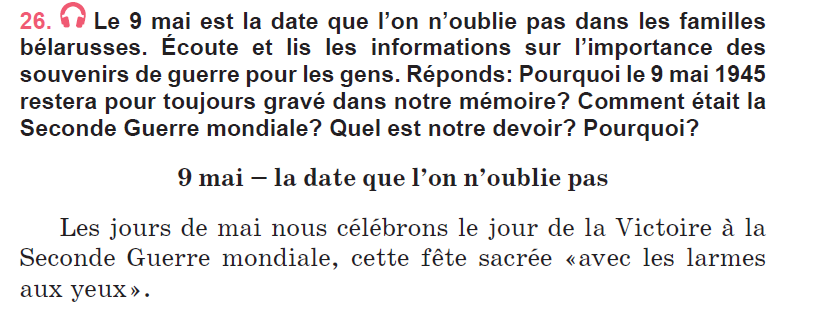 26. Le 9 mai est la date que l’on n’oublie pas dans les familles
bélarusses. Écoute et lis les informations sur l’importance des
souvenirs de guerre pour les gens. Réponds: Pourquoi le 9 mai 1945
restera pour toujours gravé dans notre mémoire? Comment était la
Seconde Guerre mondiale? Quel est notre devoir? Pourquoi?
9 mai – la date que l’on n’oublie pas
Les jours de mai nous célébrons le jour de la Victoire à la
Seconde Guerre mondiale, cette fête sacrée «avec les larmes
aux yeux».